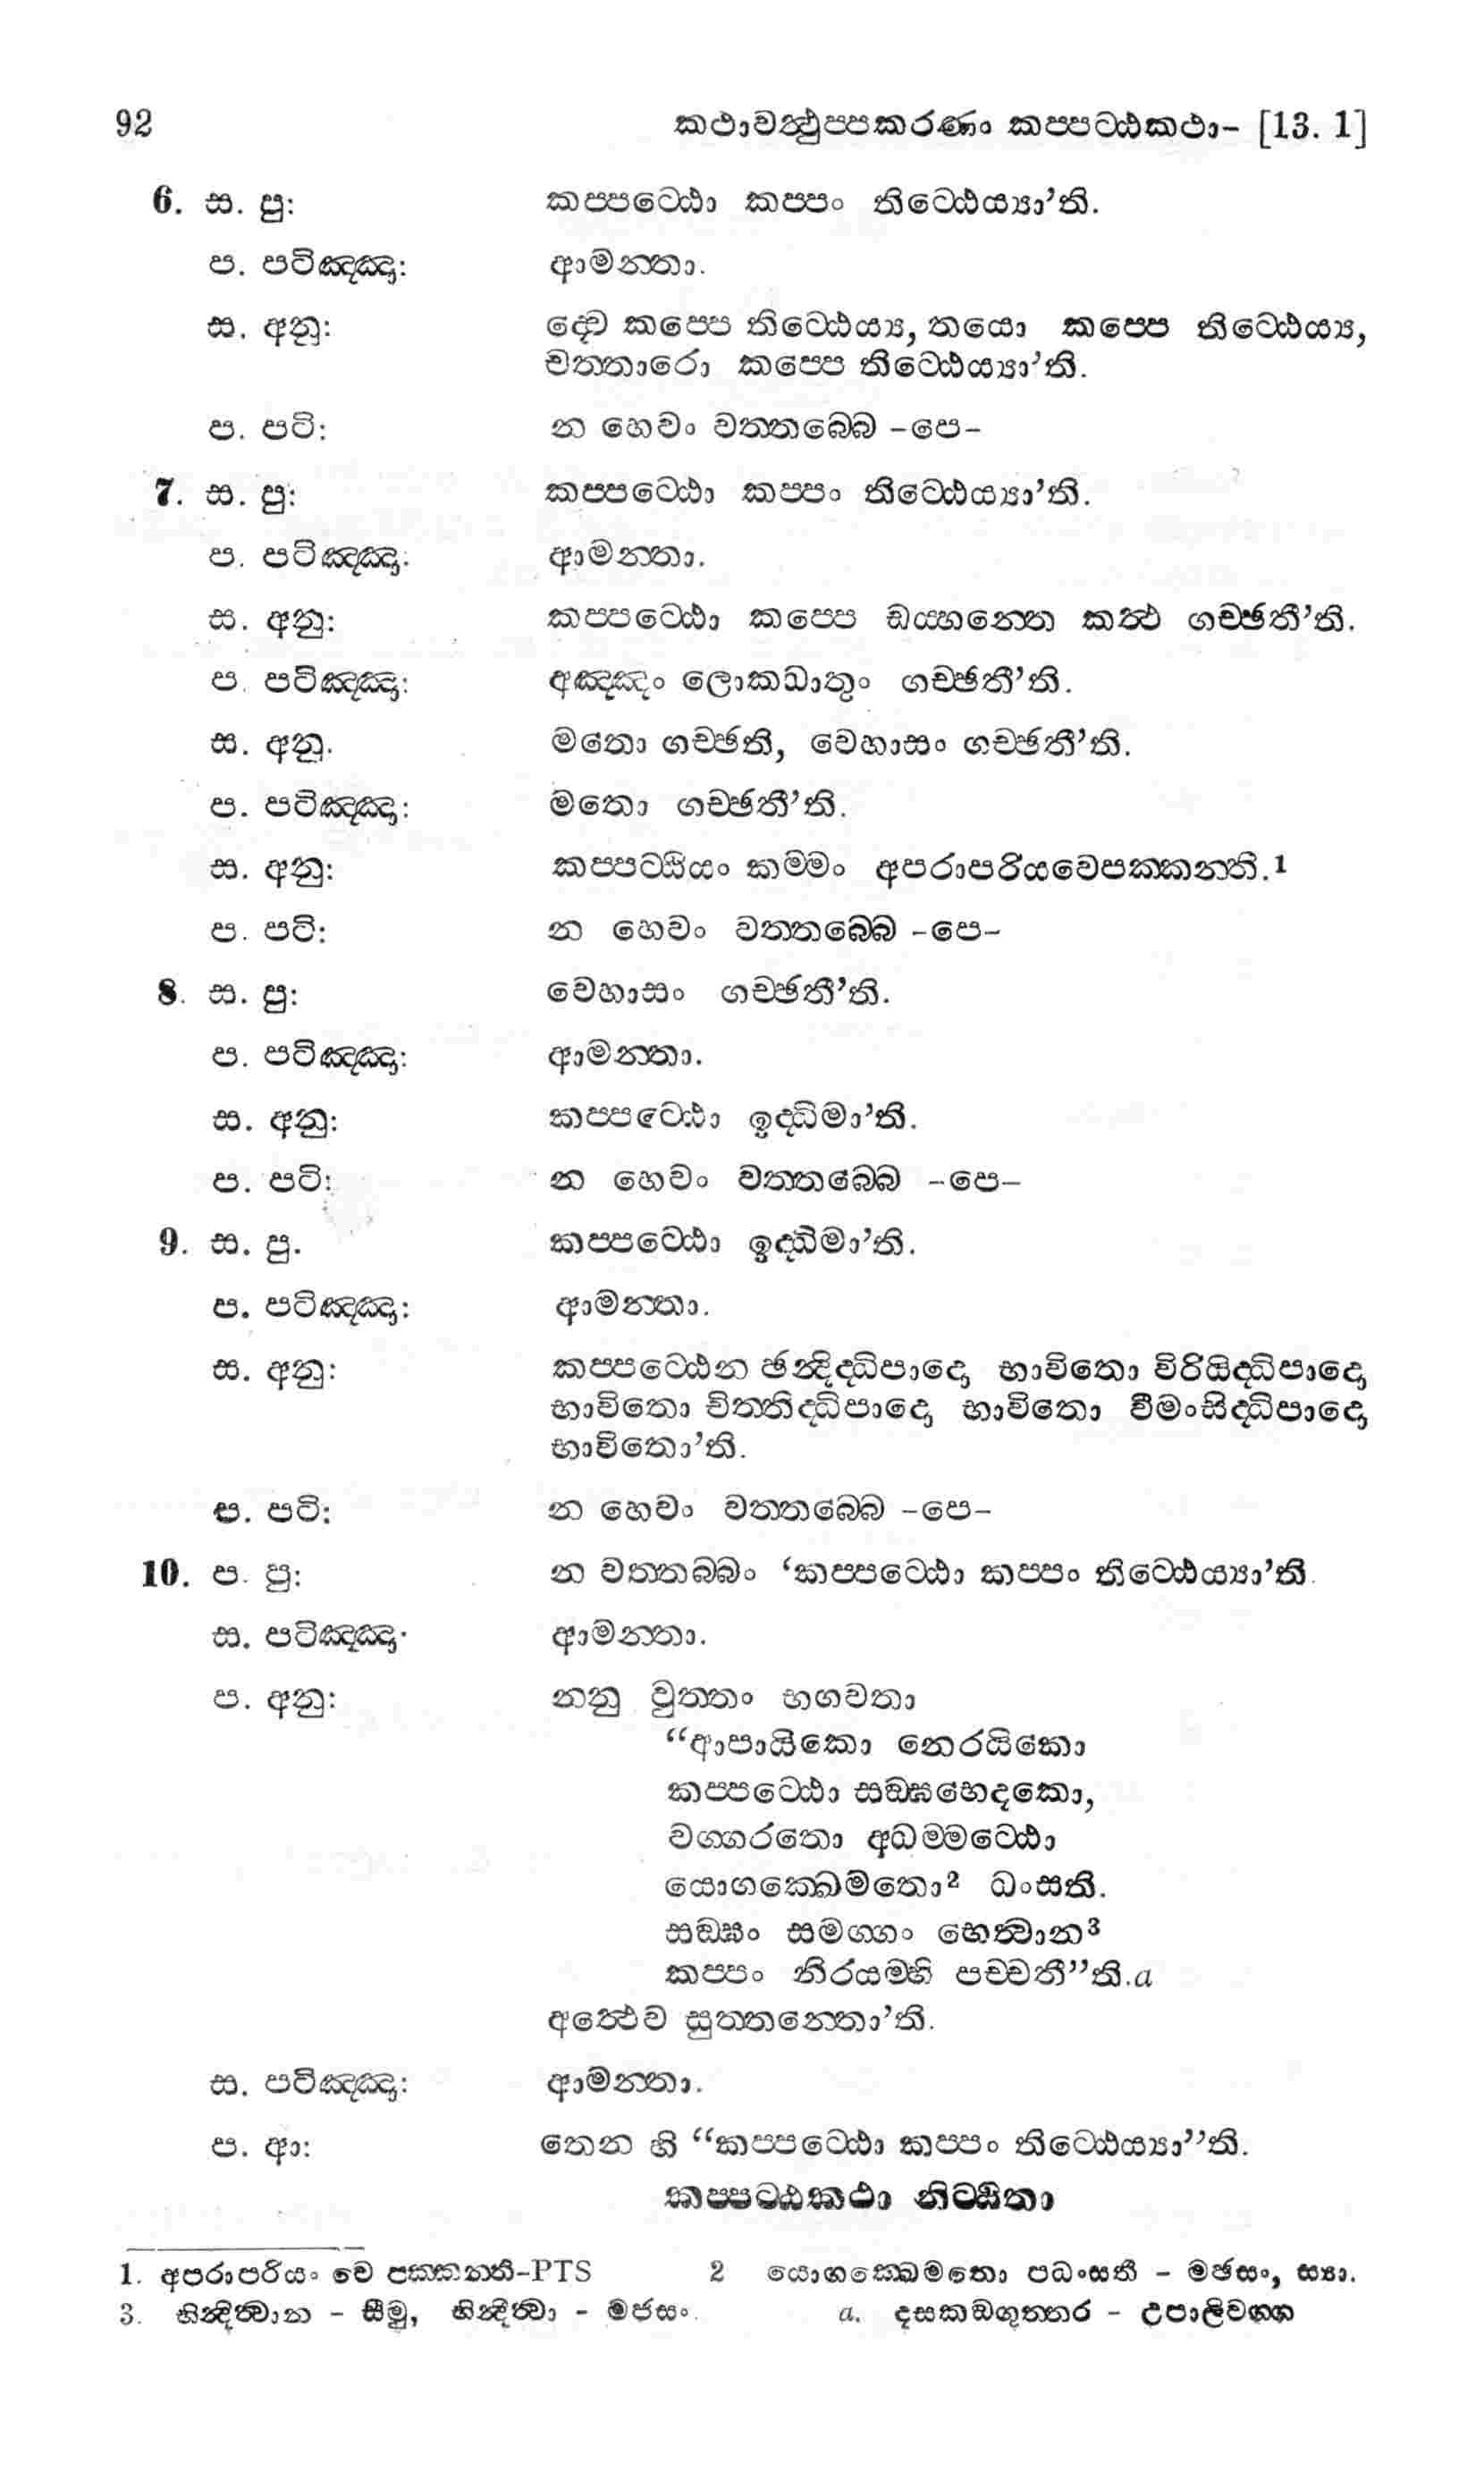 92 කථාවත්ථුප්පකරණං කප්පට්ඨකථා- [13. 1]
6. ස. පු: කප්පට්ඨො කප්පං තිට්ඨෙය්‍යා’ති.
ප. පටිඤ්ඤා: ආමන්තා.
ස. අනු: ද්වෙ කප්පෙ තිට්ඨෙය්‍ය, තයො කප්පෙ තිට්ඨෙය්‍ය,
චත්තාරො කප්පෙ තිට්ඨෙය්‍යා’ති.
ප. පටි: න හෙවං වත්තබ්බෙ -පෙ-
7. ස. පු: කප්පට්ඨො කප්පං තිට්ඨෙය්‍යා’ති.
ප. පටිඤ්ඤා: ආමන්තා.
ස. අනු: කප්පට්ඨො කප්පෙ ඩය්හන්තෙ කත්ථ ගච්ඡතී’ති.
ප. පටිඤ්ඤා: අඤ්ඤං ලොකධාතුං ගච්ඡතී’ති.
ස. අනු. මතො ගච්ඡති, වෙහාසං ගච්ඡතී’ති.
ප. පටිඤ්ඤා: මතො ගච්ඡතී’ති.
ස. අනු: කප්පට්ඨියං කම්මං අපරාපරියවෙපක්කන්ති.1
ප. පටි: න හෙවං වත්තබ්බෙ -පෙ-
8. ස. පු: වෙහාසං ගච්ඡතී’ති.
ප. පටිඤ්ඤා: ආමන්තා.
ස. අනු: කප්පට්ඨො ඉද්ධිමා’ති.
ප. පටි: න හෙවං වත්තබ්බෙ -පෙ-
9. ස. පු. කප්පට්ඨො ඉද්ධිමා’ති.
ප. පටිඤ්ඤා: ආමන්තා.
ස. අනු: කප්පට්ඨෙන ඡන්දිද්ධිපාදො භාවිතො විරියිද්ධිපාදො
භාවිතො චිත්තිද්ධිපාදො භාවිතො වීමංසිද්ධිපාදො
භාවිතො’ති.
ප. පටි: න හෙවං වත්තබ්බෙ -පෙ-
10. ප. පු: න වත්තබ්බං ‘කප්පට්ඨො කප්පං තිට්ඨෙය්‍යා’ති.
ස. පටිඤ්ඤා. ආමන්තා.
ප. අනු: නනු වුත්තං භගවතා
“ආපායිකො නෙරයිකො
කප්පට්ඨො සඞ්ඝභෙදකො,
වග්ගරතො අධම්මට්ඨො
යොගක්ඛෙමතො2 ධංසති.
සඞ්ඝං සමග්ගං භෙත්වාන3
කප්පං නිරයම්හි පච්චතී”ති.a
අත්ථෙව සුත්තන්තො’ති.
ස. පටිඤ්ඤා: ආමන්තා.
ප. ආ: තෙන හි “කප්පට්ඨො කප්පං තිට්ඨෙය්‍යා”ති.
කප්පට්ඨකථා නිට්ඨිතා
1. අපරාපරියං වෙ පක්කන්ති-PTS 2 යොගක්ඛෙමතො පධංසති - මඡසං, ස්‍යා.
3. භින්දිත්වාන - සීමු, භින්දිත්වා - මජසං. a. දසකඞ්ගුත්තර - උපාලිවග්ග